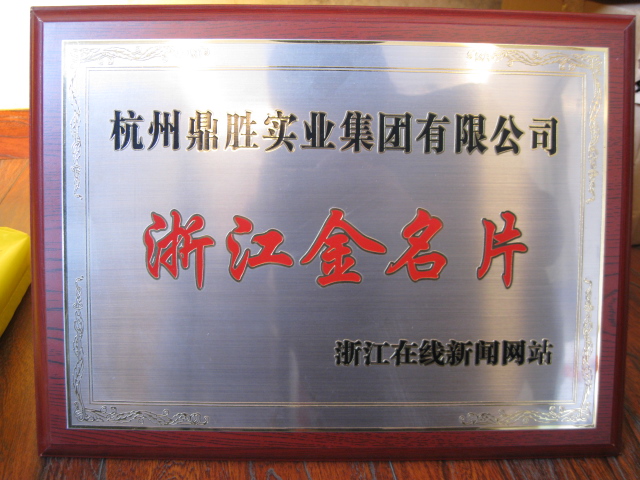 杭州鼎胜实业集团有限公司
浙江金名片
浙江在线新闻网站